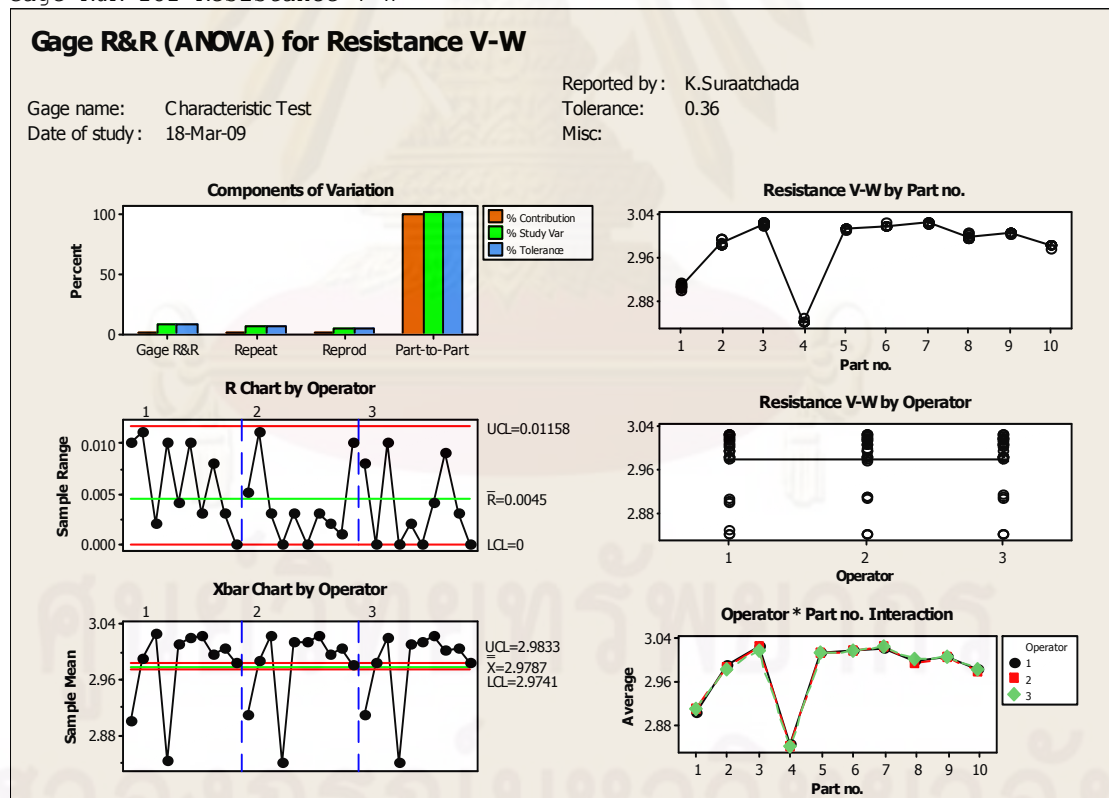 Gage R&R (ANOVA) for Resistance V-W
Reported by : K.Suraatchada
Gage name: Characteristic Test
Tolerance: 0.36
Date of study : 18-Mar-09
Misc:
Components of Variation
100
50
0
Percent
Gage R&R Repeat Reprod Part-to-Part
% Contribution
% Study Var
% Tolerance
Resistance V-W by Part no.
3.04
2.96
2.88
1 2 3 4 5 6 7 8 9 10
Part no.
R Chart by Operator
1 2 3
0.010
0.005
0.000
Sample Range
UCL=0.01158
R̅=0.0045
LCL=0
Resistance V-W by Operator
3.04
2.96
2.88
1 2 3
Operator
Xbar Chart by Operator
1 2 3
3.04
2.96
2.88
Sample Mean
UCL=2.9833
X̿=2.9787
LCL=2.9741
Operator * Part no. Interaction
3.04
2.96
2.88
Average
1 2 3 4 5 6 7 8 9 10
Part no.
Operator
1
2
3